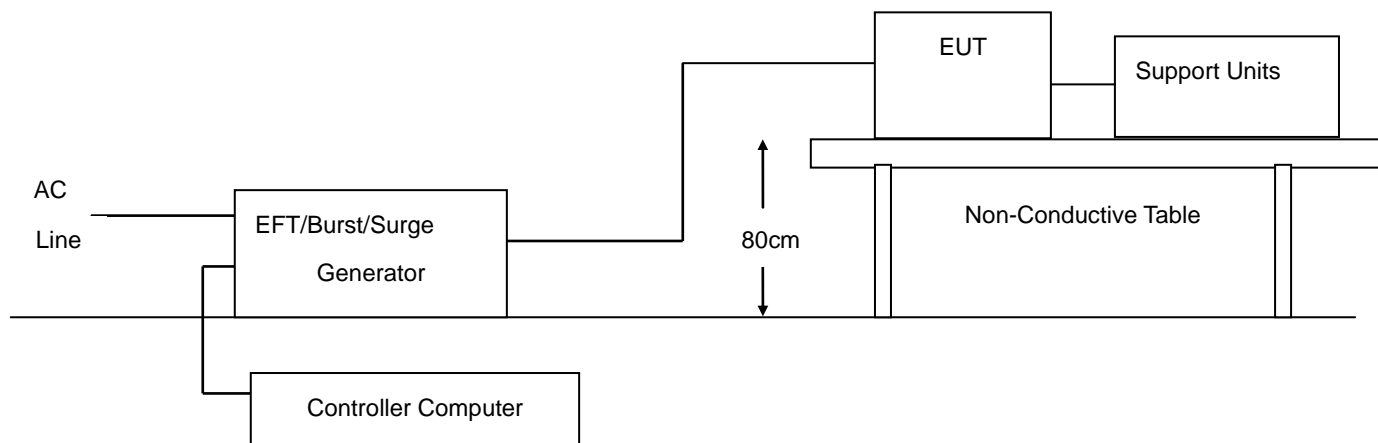 EUT
Support Units
AC
Line
EFT/Burst/Surge
Generator
80cm
Non-Conductive Table
Controller Computer